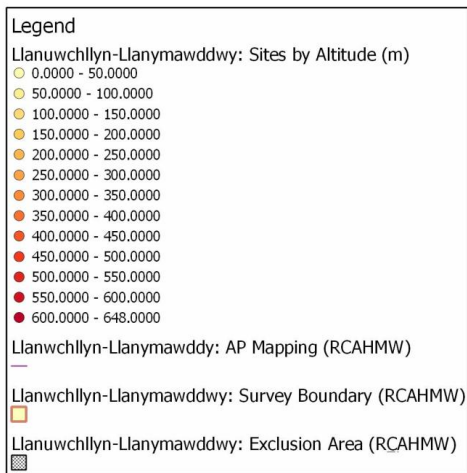 Legend
Llanuwchllyn-Llanymawddwy: Sites by Altitude (m)
0.0000 - 50.0000
50.0000 - 100.0000
100.0000 - 150.0000
150.0000 - 200.0000
200.0000 - 250.0000
250.0000 - 300.0000
300.0000 - 350.0000
350.0000 - 400.0000
400.0000 - 450.0000
450.0000 - 500.0000
500.0000 - 550.0000
550.0000 - 600.0000
600.0000 - 648.0000
Llanwchllyn-Llanymawddy: AP Mapping (RCAHMW)
Llanwchllyn-Llanymawddwy: Survey Boundary (RCAHMW)
Llanuwchllyn-Llanymawddwy: Exclusion Area (RCAHMW)